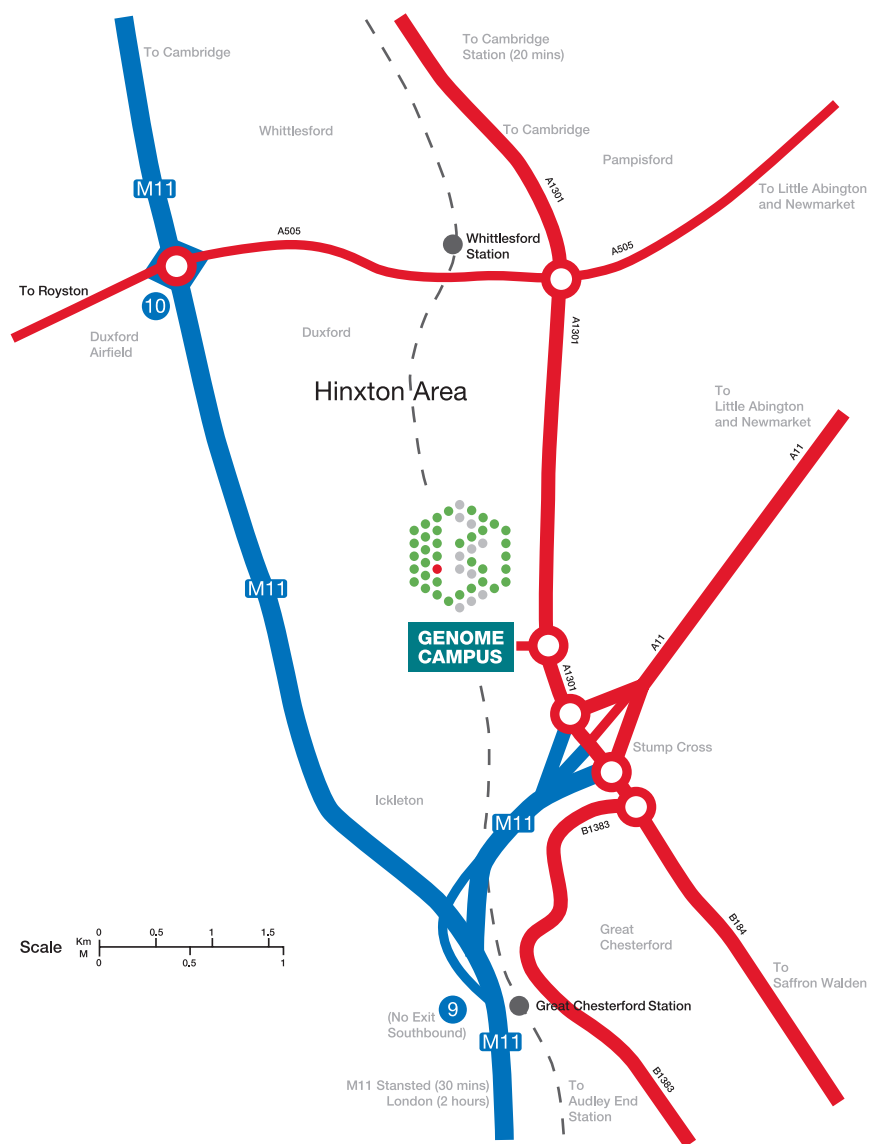 To Cambridge
To Cambridge
Station (20 mins)
Whittlesford
To Cambridge
Pampisford
M11
A1301
To Little Abington
and Newmarket
A505
Whittlesford
Station
A505
To Royston
10
A1301
Duxford
Airfield
Duxford
Hinxton Area
To
Little Abington
and Newmarket
A11
M11
GENOME
CAMPUS
A11
A1301
Stump Cross
Ickleton
M11
B1383
B184
Great
Chesterford
Scale
Km
0
0.5
1
1.5
M
0
0.5
1
To
Saffron Walden
9
Great Chesterford Station
(No Exit
Southbound)
M11
B1383
M11 Stansted (30 mins)
London (2 hours)
To
Audley End
Station